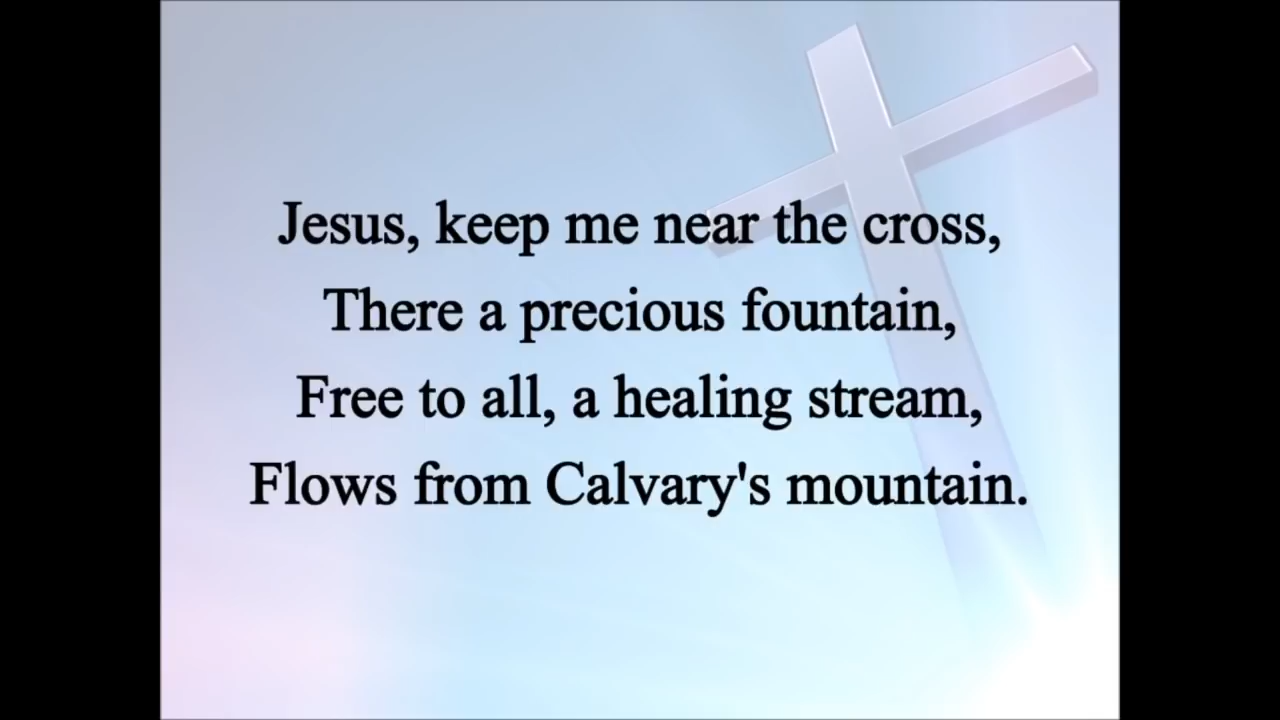 Jesus, keep me near the cross,
There a precious fountain,
Free to all, a healing stream,
Flows from Calvary's mountain.